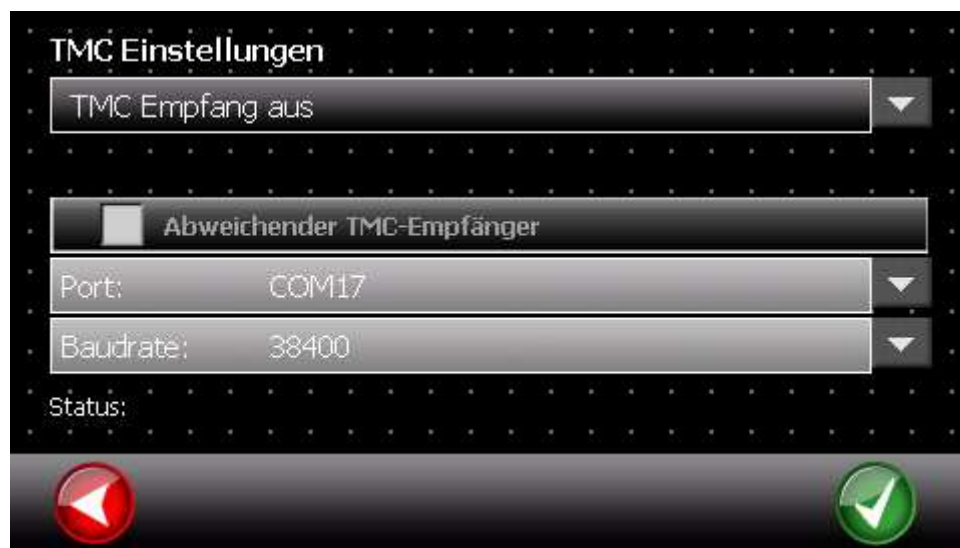 TMC Einstellungen
TMC Empfang aus
Abweichender TMC-Empfänger
Port: COM17
Baudrate: 38400
Status: